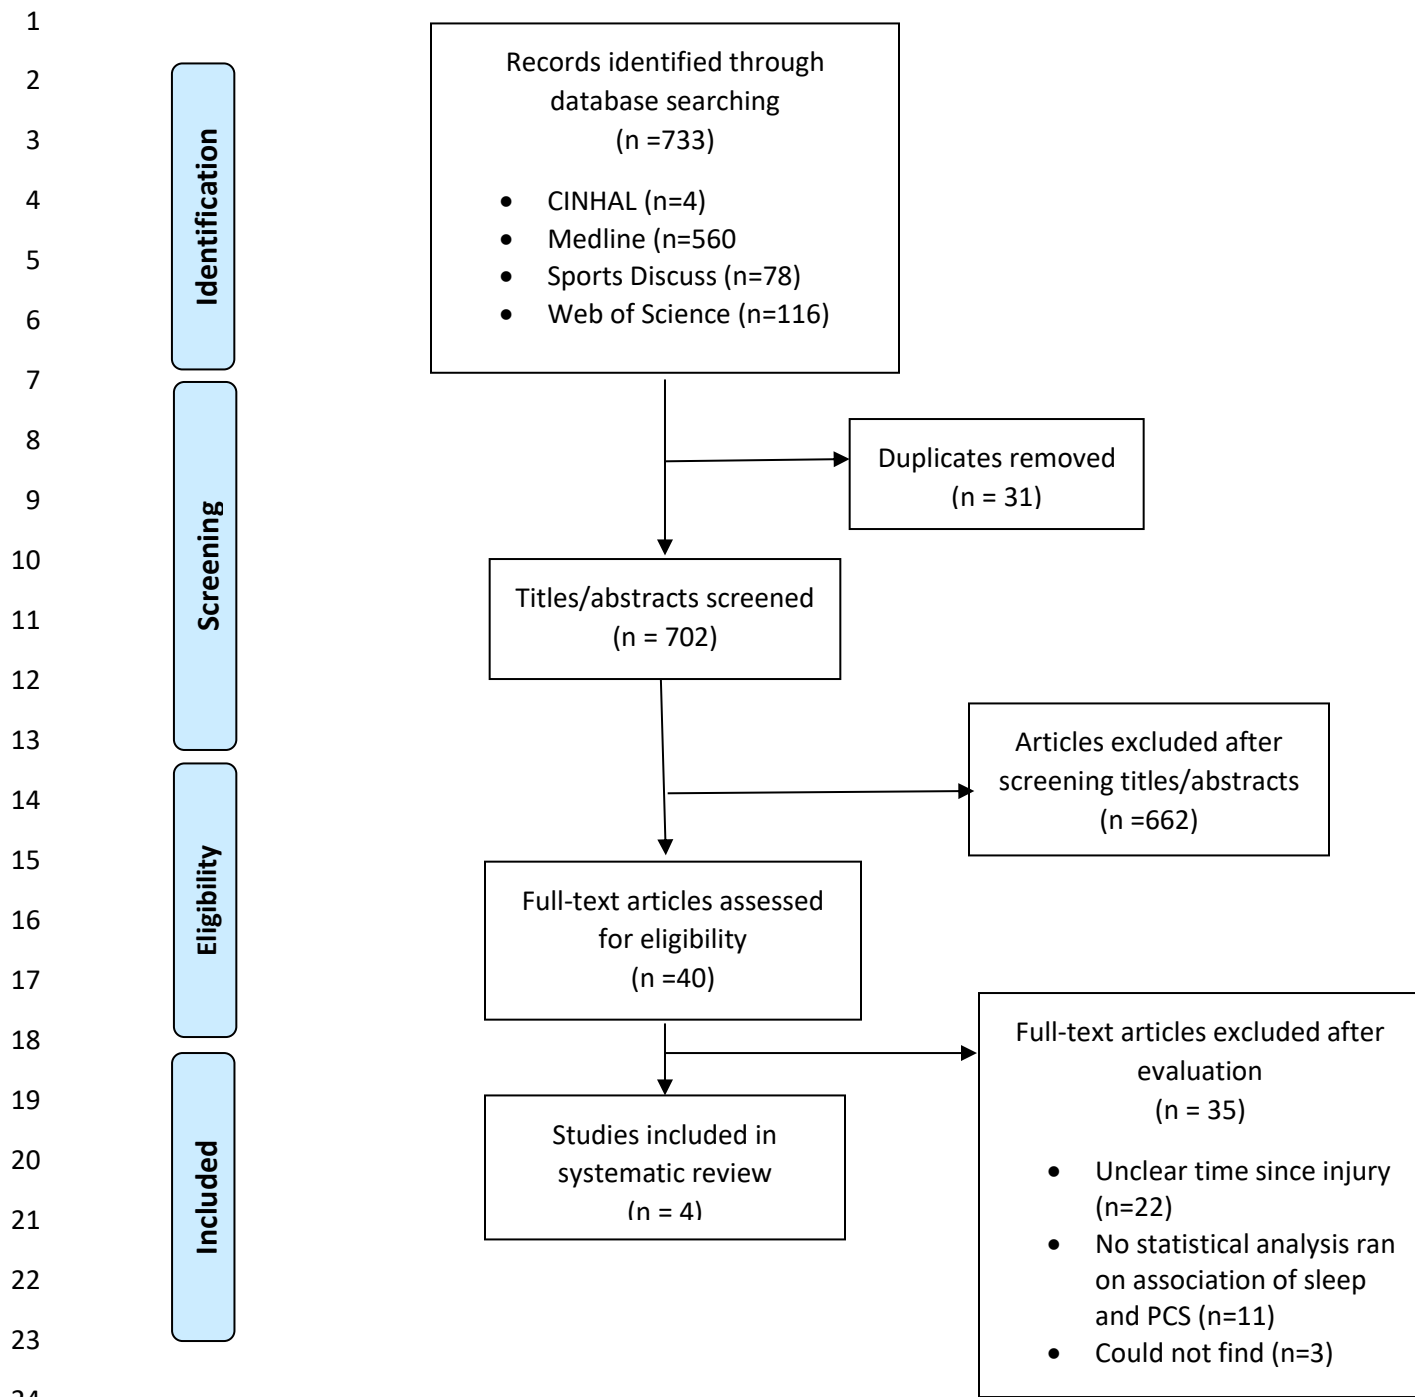 1
2
3
4
5
6
7
8
9
10
11
12
13
14
15
16
17
18
19
20
21
22
23
24
Identification
Screening
Eligibility
Included
Records identified through
database searching
(n =733)
• CINHAL (n=4)
• Medline (n=560
• Sports Discuss (n=78)
• Web of Science (n=116)
Duplicates removed
(n = 31)
Titles/abstracts screened
(n = 702)
Articles excluded after
screening titles/abstracts
(n =662)
Full-text articles assessed
for eligibility
(n =40)
Full-text articles excluded after
evaluation
(n = 35)
• Unclear time since injury
(n=22)
• No statistical analysis ran
on association of sleep
and PCS (n=11)
• Could not find (n=3)
Studies included in
systematic review
(n = 4)